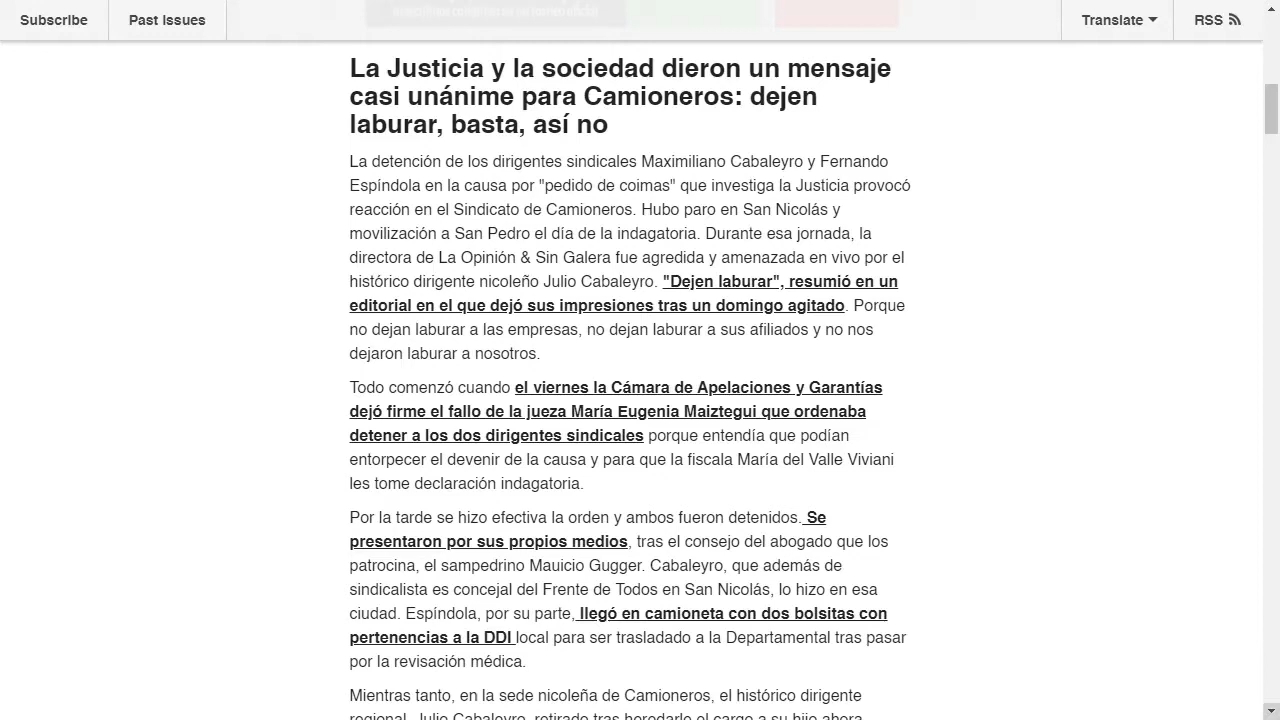 Subscribe
Past Issues
Translate
RSS
La Justicia y la sociedad dieron un mensaje
casi unánime para Camioneros: dejen
laburar, basta, así no
La detención de los dirigentes sindicales Maximiliano Cabaleyro y Fernando
Espíndola en la causa por "pedido de coimas" que investiga la Justicia provocó
reacción en el Sindicato de Camioneros. Hubo paro en San Nicolás y
movilización a San Pedro el día de la indagatoria. Durante esa jornada, la
directora de La Opinión & Sin Galera fue agredida y amenazada en vivo por el
histórico dirigente nicoleño Julio Cabaleyro. "Dejen laburar", resumió en un
editorial en el que dejó sus impresiones tras un domingo agitado. Porque
no dejan laburar a las empresas, no dejan laburar a sus afiliados y no nos
dejaron laburar a nosotros.
Todo comenzó cuando el viernes la Cámara de Apelaciones y Garantías
dejó firme el fallo de la jueza María Eugenia Maiztegui que ordenaba
detener a los dos dirigentes sindicales porque entendía que podían
entorpecer el devenir de la causa y para que la fiscala María del Valle Viviani
les tome declaración indagatoria.
Por la tarde se hizo efectiva la orden y ambos fueron detenidos. Se
presentaron por sus propios medios, tras el consejo del abogado que los
patrocina, el sampedrino Mauicio Gugger. Cabaleyro, que además de
sindicalista es concejal del Frente de Todos en San Nicolás, lo hizo en esa
ciudad. Espíndola, por su parte, llegó en camioneta con dos bolsitas con
pertenencias a la DDI local para ser trasladado a la Departamental tras pasar
por la revisación médica.
Mientras tanto, en la sede nicoleña de Camioneros, el histórico dirigente
regional, Julio Cabaleyro, retirado tras heredarle el cargo a su hijo ahora